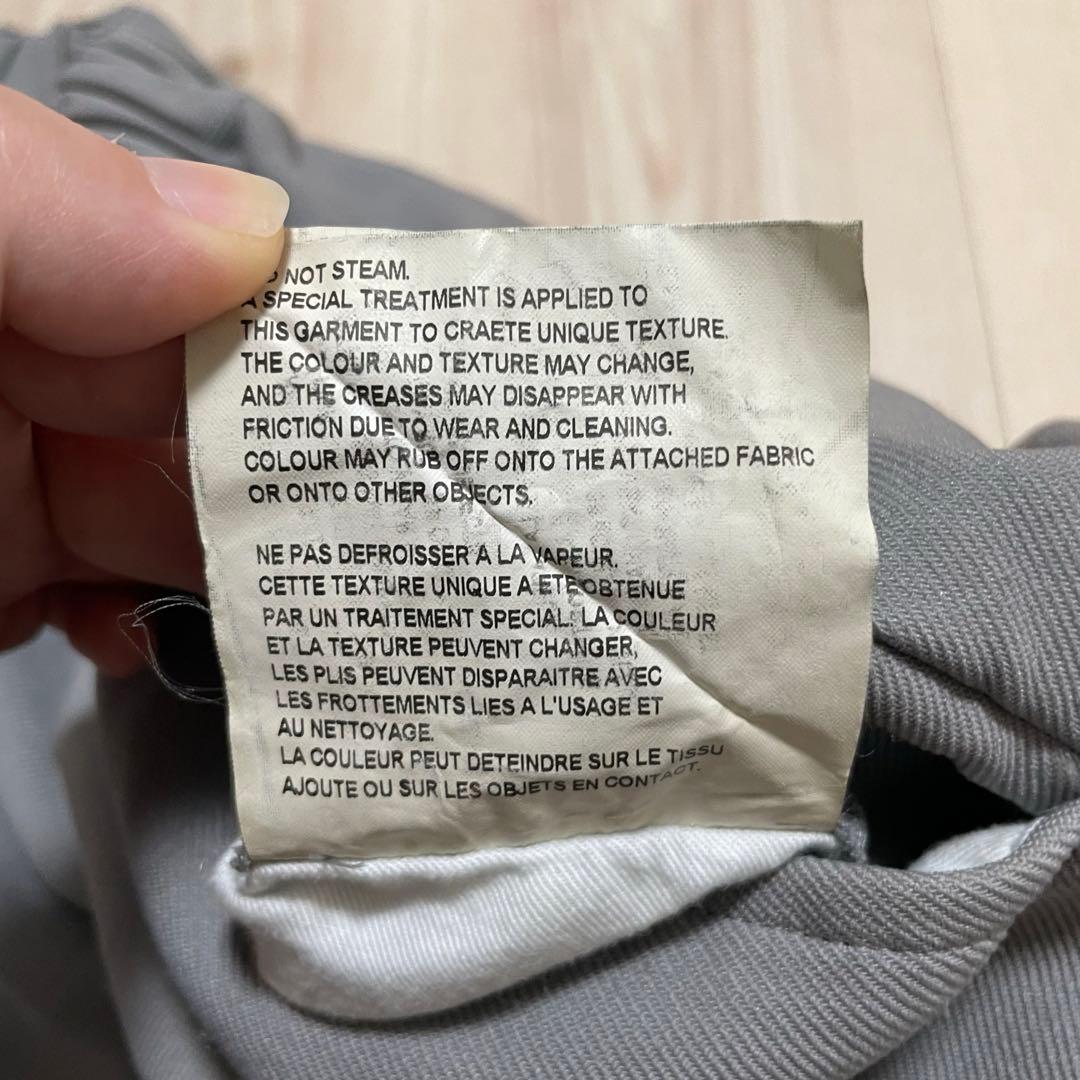 NOT STEAM.
A SPECIAL TREATMENT IS APPLIED TO
THIS GARMENT TO CRAETE UNIQUE TEXTURE.
THE COLOUR AND TEXTURE MAY CHANGE,
AND THE CREASES MAY DISAPPEAR WITH
FRICTION DUE TO WEAR AND CLEANING.
COLOUR MAY RUB OFF ONTO THE ATTACHED FABRIC
OR ONTO OTHER OBJECTS.
NE PAS DEFROISSER A LA VAPEUR.
CETTE TEXTURE UNIQUE A ETE OBTENUE
PAR UN TRAITEMENT SPECIAL. LA COULEUR
ET LA TEXTURE PEUVENT CHANGER,
LES PLIS PEUVENT DISPARAITRE AVEC
LES FROTTEMENTS LIES A L'USAGE ET
AU NETTOYAGE.
LA COULEUR PEUT DETEINDRE SUR LE TISSU
AJOUTE OU SUR LES OBJETS EN CONTACT.